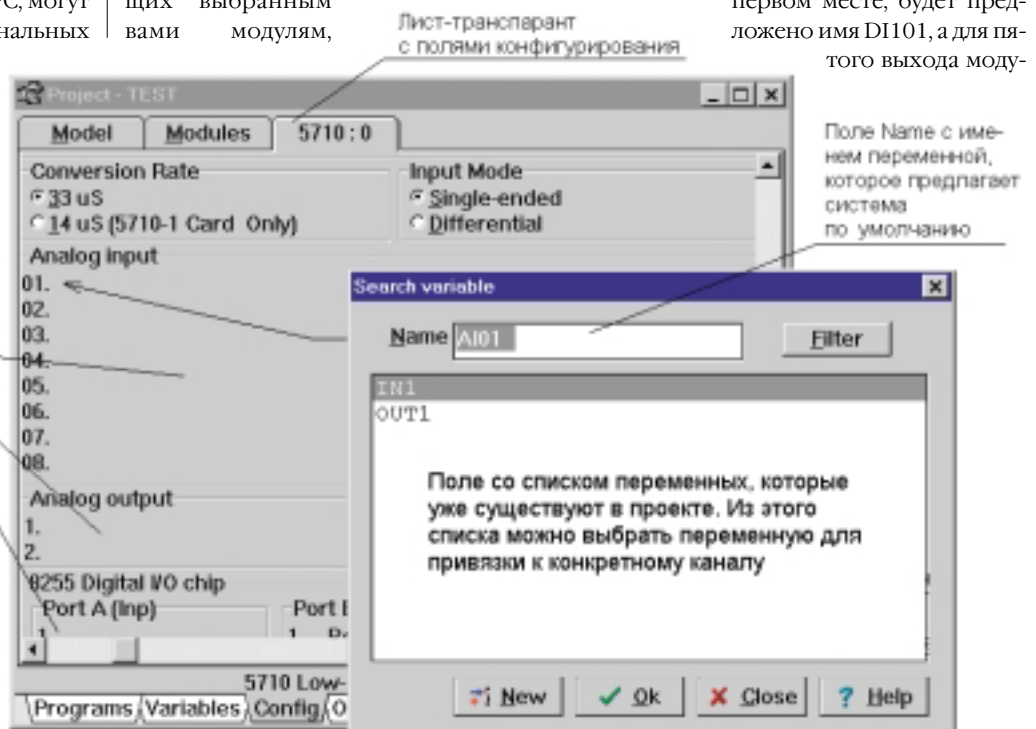 С, могут
нальных
щих выбранным
вами модулям,
Лист-транспарант
с полями конфигурирования
первом месте, будет пред-
ложено имя DI101, а для пя-
того выхода моду-
Project - TEST
Model Modules 5710 : 0
Conversion Rate
33 uS
14 uS (5710-1 Card Only)
Input Mode
Single-ended
Differential
Analog input
01.
02.
03.
04.
05.
06.
07.
08.
Analog output
1.
2.
8255 Digital I/O chip
Port A (Inp)
1
Port
1
5710 Low-
Programs Variables Config O
Поле Name с име-
нем переменной,
которое предлагает
система
по умолчанию
Search variable
Name AI01 Filter
IN1
OUT1
Поле со списком переменных, которые
уже существуют в проекте. Из этого
списка можно выбрать переменную для
привязки к конкретному каналу
New Ok Close Help